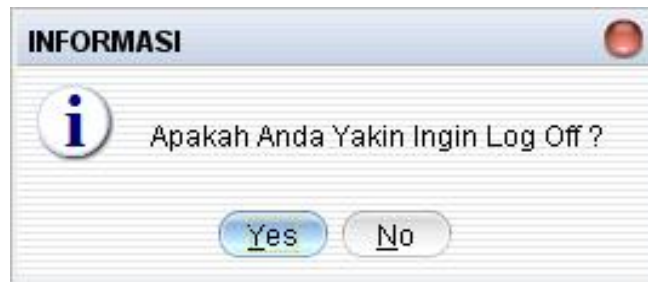 INFORMASI
i
Apakah Anda Yakin Ingin Log Off ?
Yes No